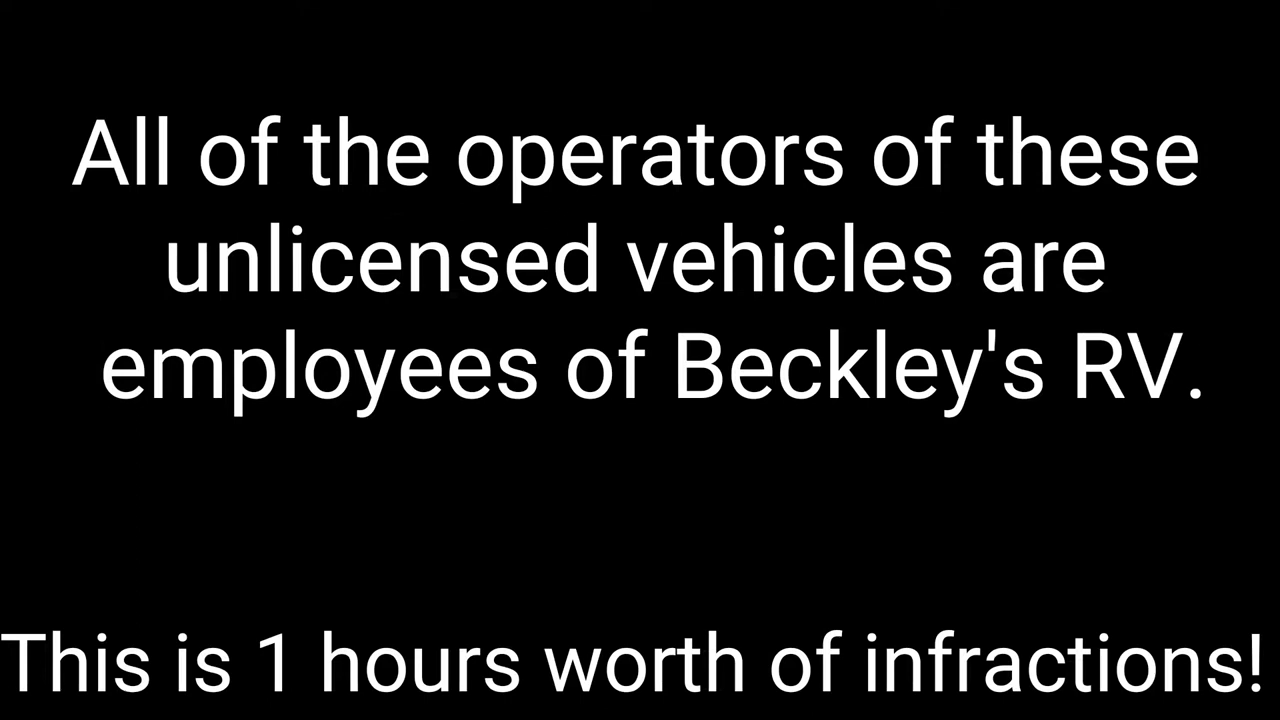 All of the operators of these
unlicensed vehicles are
employees of Beckley's RV.
This is 1 hours worth of infractions!